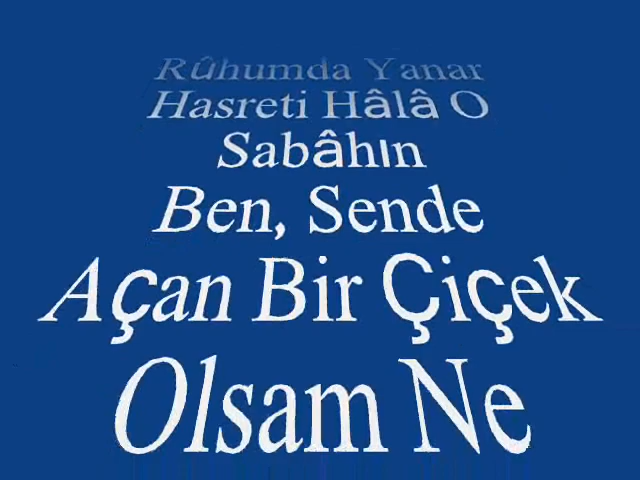 Rûhumda Yanar
Hasreti Hâlâ O
Sabâhın
Ben, Sende
Açan Bir Çiçek
Olsam Ne